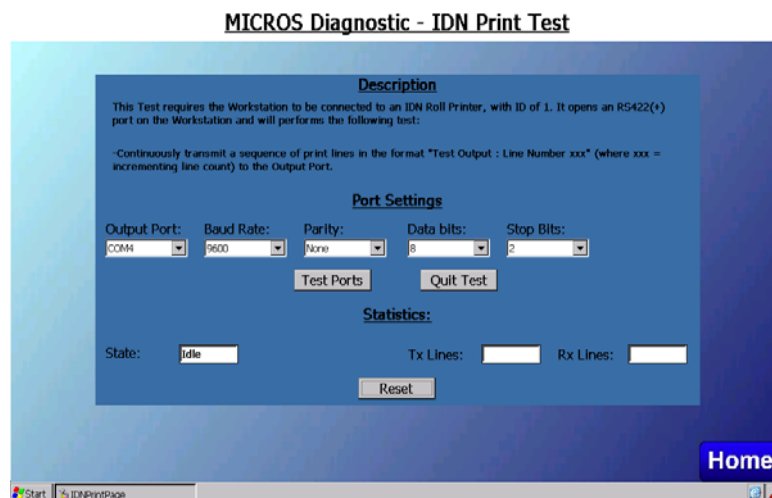 MICROS Diagnostic - IDN Print Test
Description
This Test requires the Workstation to be connected to an IDN Roll Printer, with ID of 1. It opens an RS422(+)
port on the Workstation and will performs the following test:
-Continuously transmit a sequence of print lines in the format "Test Output : Line Number xxx" (where xxx =
incrementing line count) to the Output Port.
Port Settings
Output Port: Baud Rate: Parity: Data bits: Stop Bits:
COM4 9600 None 8 2
Test Ports Quit Test
Statistics:
State: Idle Tx Lines: Rx Lines:
Reset
Home
Start IDNPrintPage